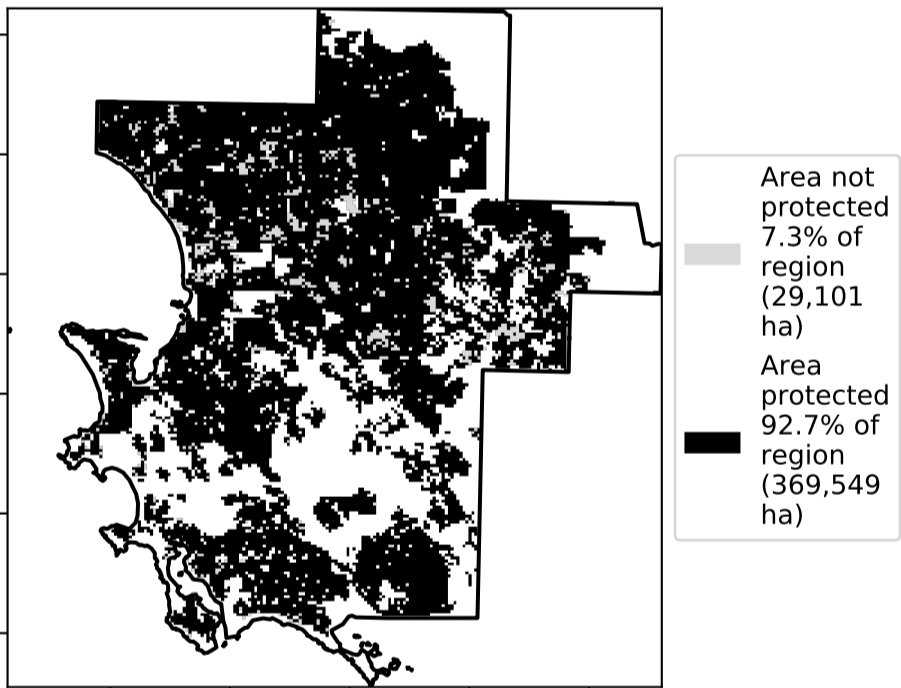 Area not
protected
7.3% of
region
(29,101
ha)
Area
protected
92.7% of
region
(369,549
ha)